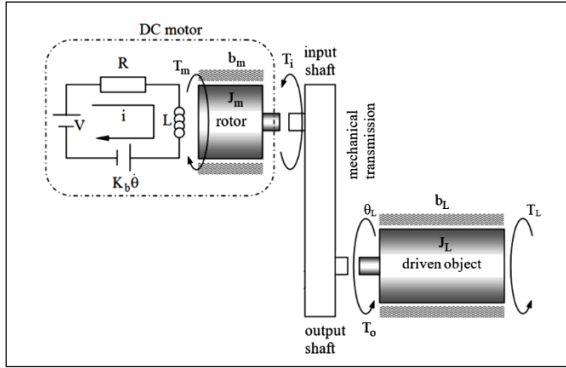 DC motor
R
V
i
L
K_bθ̇
T_m
b_m
J_m
rotor
T_i
input
shaft
mechanical
transmission
output
shaft
θ_L
T_o
b_L
J_L
driven object
T_L